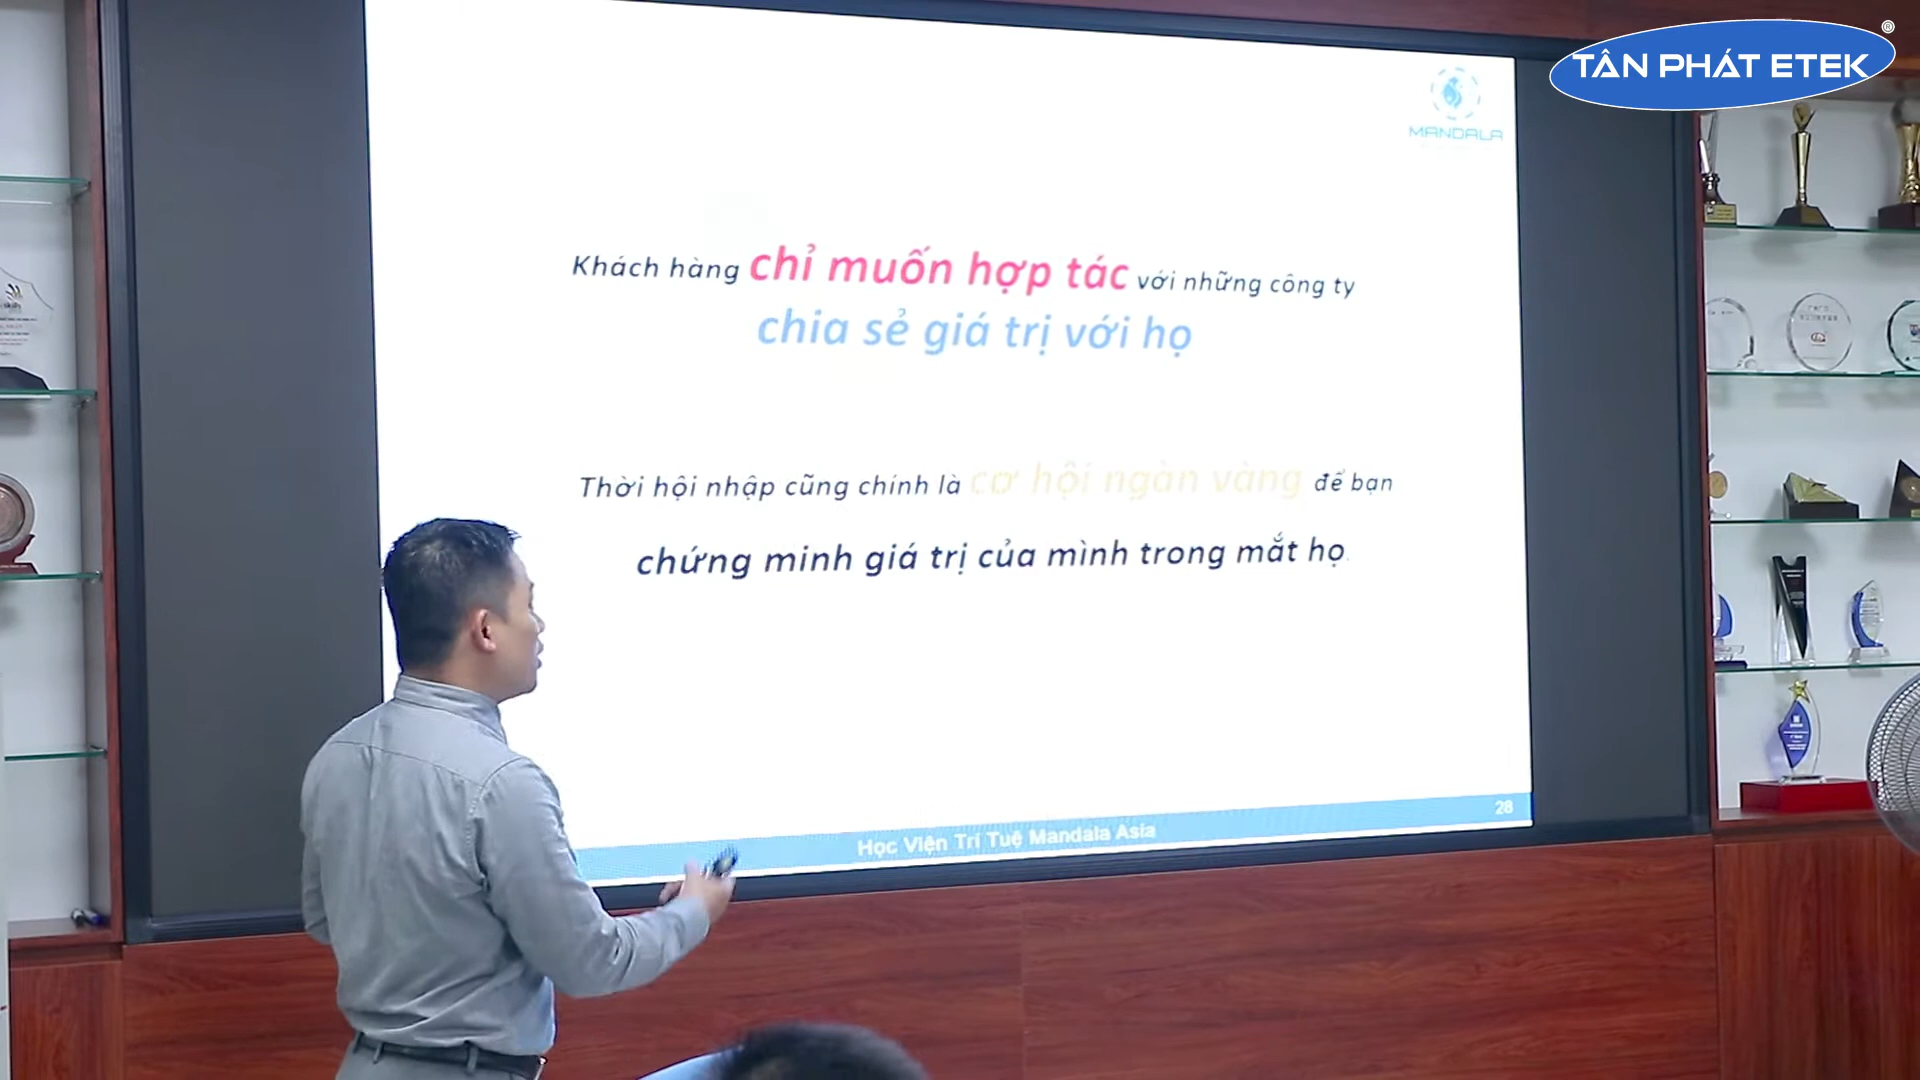 TÂN PHÁT ETEK
®
MANDALA
Khách hàng chỉ muốn hợp tác với những công ty
chia sẻ giá trị với họ
Thời hội nhập cũng chính là cơ hội ngàn vàng để bạn
chứng minh giá trị của mình trong mắt họ.
28
Học Viện Trí Tuệ Mandala Asia